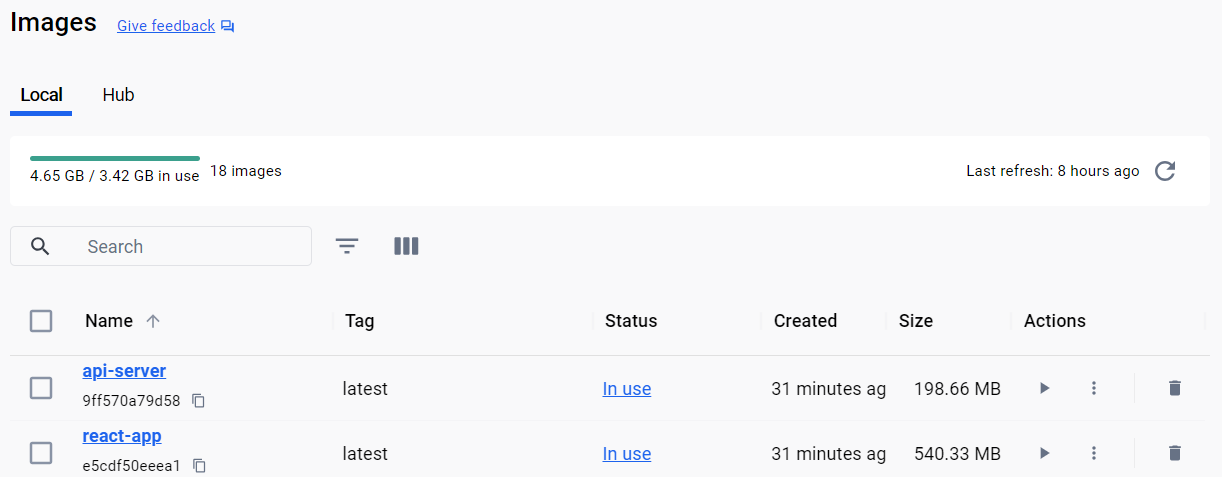 Images Give feedback
Local Hub
4.65 GB / 3.42 GB in use 18 images Last refresh: 8 hours ago
Search
Name Tag Status Created Size Actions
api-server
9ff570a79d58 latest In use 31 minutes ag 198.66 MB
react-app
e5cdf50eeea1 latest In use 31 minutes ag 540.33 MB